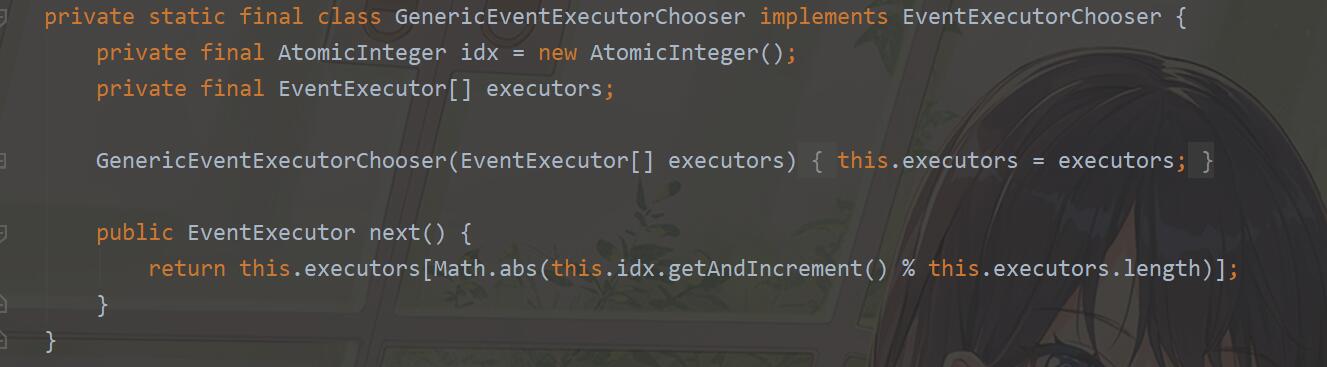 private static final class GenericEventExecutorChooser implements EventExecutorChooser {
private final AtomicInteger idx = new AtomicInteger();
private final EventExecutor[] executors;
GenericEventExecutorChooser(EventExecutor[] executors) { this.executors = executors; }
public EventExecutor next() {
return this.executors[Math.abs(this.idx.getAndIncrement() % this.executors.length)];
}
}